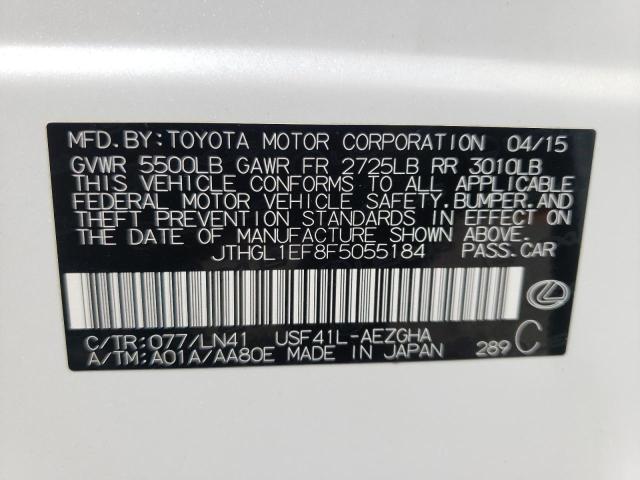 MFD.BY:TOYOTA MOTOR CORPORATION 04/15
GVWR 5500LB GAWR FR 2725LB RR 3010LB
THIS VEHICLE CONFORMS TO ALL APPLICABLE
FEDERAL MOTOR VEHICLE SAFETY.BUMPER.AND
THEFT PREVENTION STANDARDS IN EFFECT ON
THE DATE OF MANUFACTURE SHOWN ABOVE.
JTHGL1EF8F5055184 PASS.CAR
C/TR:077/LN41 USF41L-AEZGHA
A/TM:A01A/AA80E MADE IN JAPAN 289 C